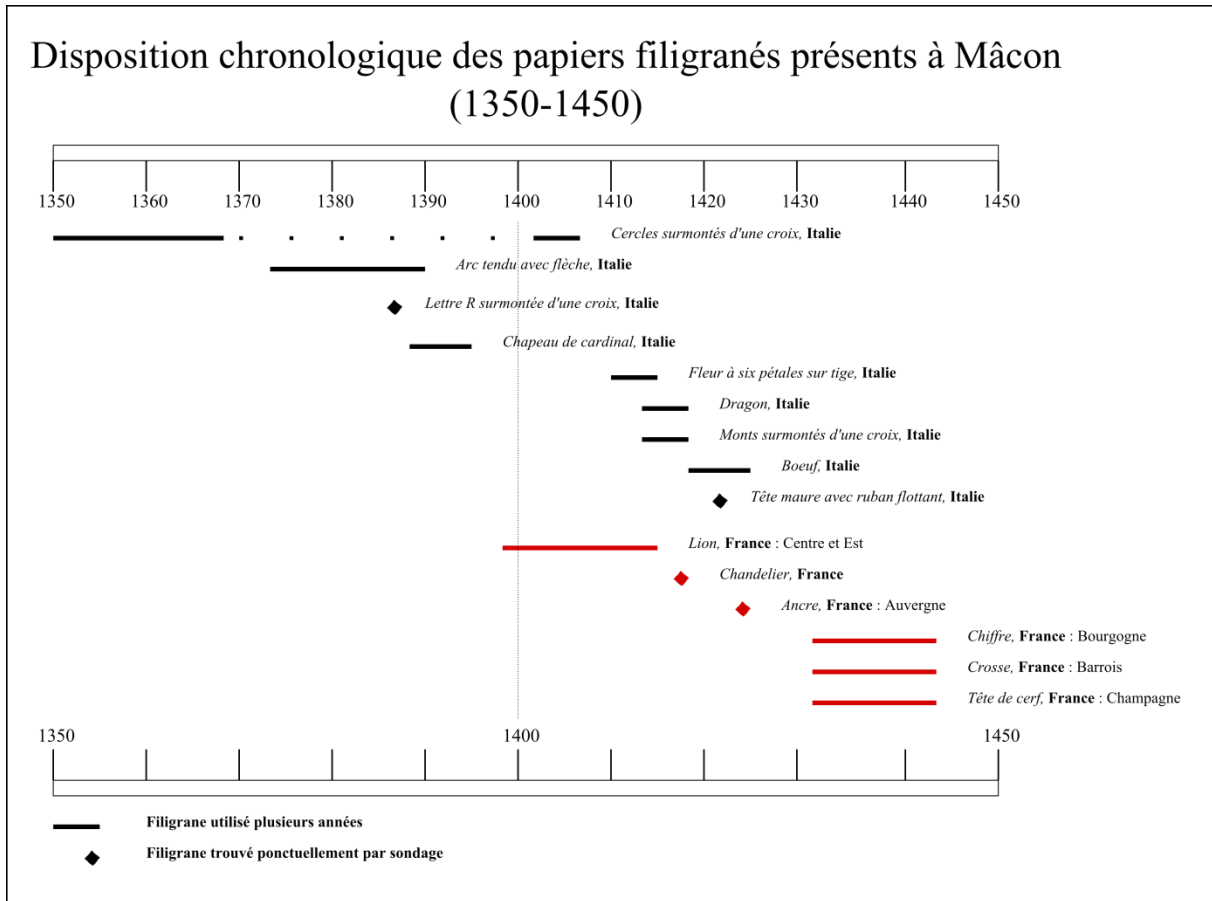 Disposition chronologique des papiers filigranés présents à Mâcon
(1350-1450)
1350 1360 1370 1380 1390 1400 1410 1420 1430 1440 1450
Cercles surmontés d'une croix, Italie
Arc tendu avec flèche, Italie
Lettre R surmontée d'une croix, Italie
Chapeau de cardinal, Italie
Fleur à six pétales sur tige, Italie
Dragon, Italie
Monts surmontés d'une croix, Italie
Boeuf, Italie
Tête maure avec ruban flottant, Italie
Lion, France : Centre et Est
Chandelier, France
Ancre, France : Auvergne
Chiffre, France : Bourgogne
Crosse, France : Barrois
Tête de cerf, France : Champagne
1350 1400 1450
Filigrane utilisé plusieurs années
Filigrane trouvé ponctuellement par sondage